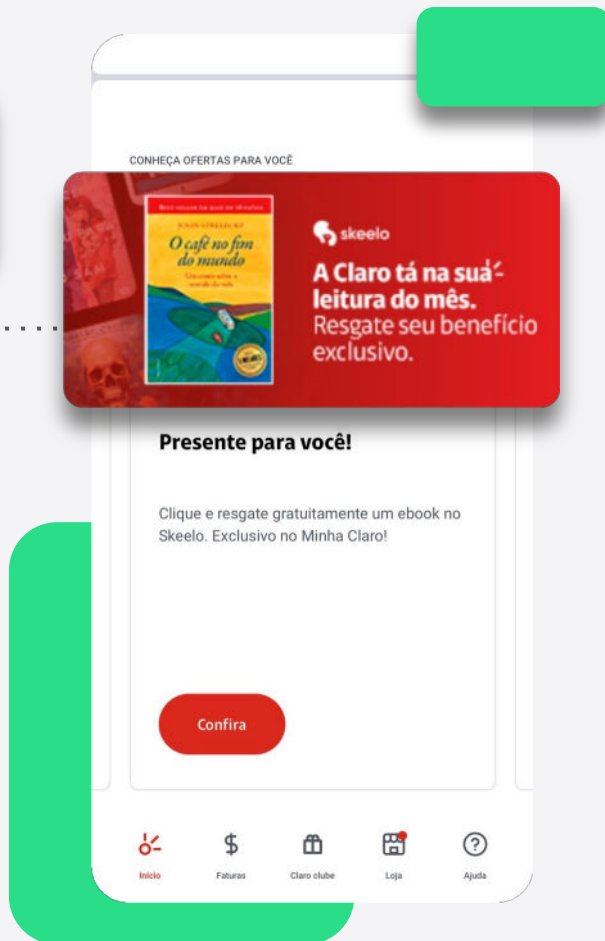 CONHEÇA OFERTAS PARA VOCÊ
O café no fim
do mundo
skeelo
A Claro tá na sua
leitura do mês.
Resgate seu benefício
exclusivo.
Presente para você!
Clique e resgate gratuitamente um ebook no
Skeelo. Exclusivo no Minha Claro!
Confira
Início
Faturas
Claro clube
Loja
Ajuda